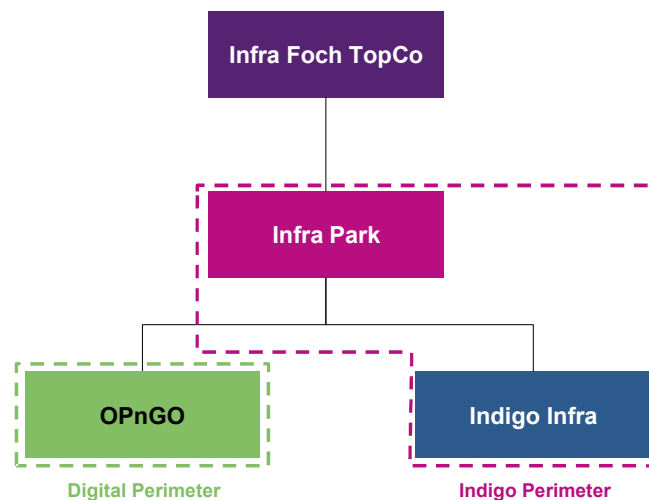 Infra Foch TopCo
Infra Park
OPnGO
Indigo Infra
Digital Perimeter
Indigo Perimeter